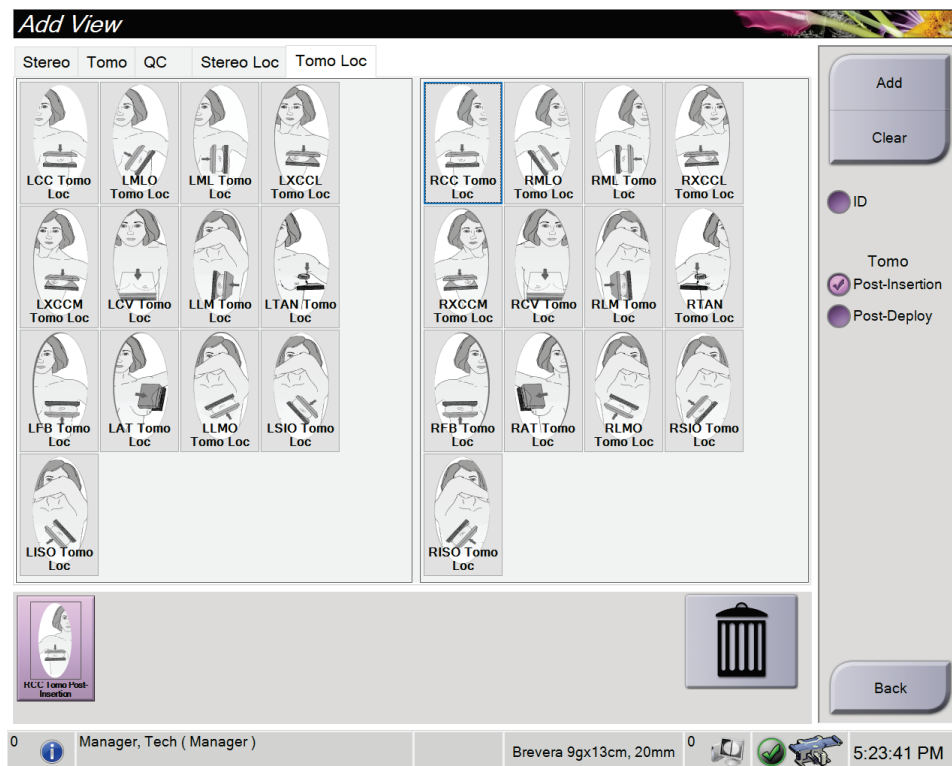 Add View
Stereo Tomo QC Stereo Loc Tomo Loc
LCC Tomo
Loc
LMLO
Tomo Loc
LML Tomo
Loc
LXCCL
Tomo Loc
RCC Tomo
Loc
RMLO
Tomo Loc
RML Tomo
Loc
RXCCL
Tomo Loc
LXCCM
Tomo Loc
LCV Tomo
Loc
LLM Tomo
Loc
LTAN Tomo
Loc
RXCCM
Tomo Loc
RCV Tomo
Loc
RLM Tomo
Loc
RTAN
Tomo Loc
LFB Tomo
Loc
LAT Tomo
Loc
LLMO
Tomo Loc
LSIO Tomo
Loc
RFB Tomo
Loc
RAT Tomo
Loc
RLMO
Tomo Loc
RSIO Tomo
Loc
LISO Tomo
Loc
RISO Tomo
Loc
Add
Clear
ID
Tomo
Post-Insertion
Post-Deploy
RCC Tomo Post-
Insertion
Back
0 i Manager, Tech ( Manager ) Brevera 9gx13cm, 20mm 0 5:23:41 PM